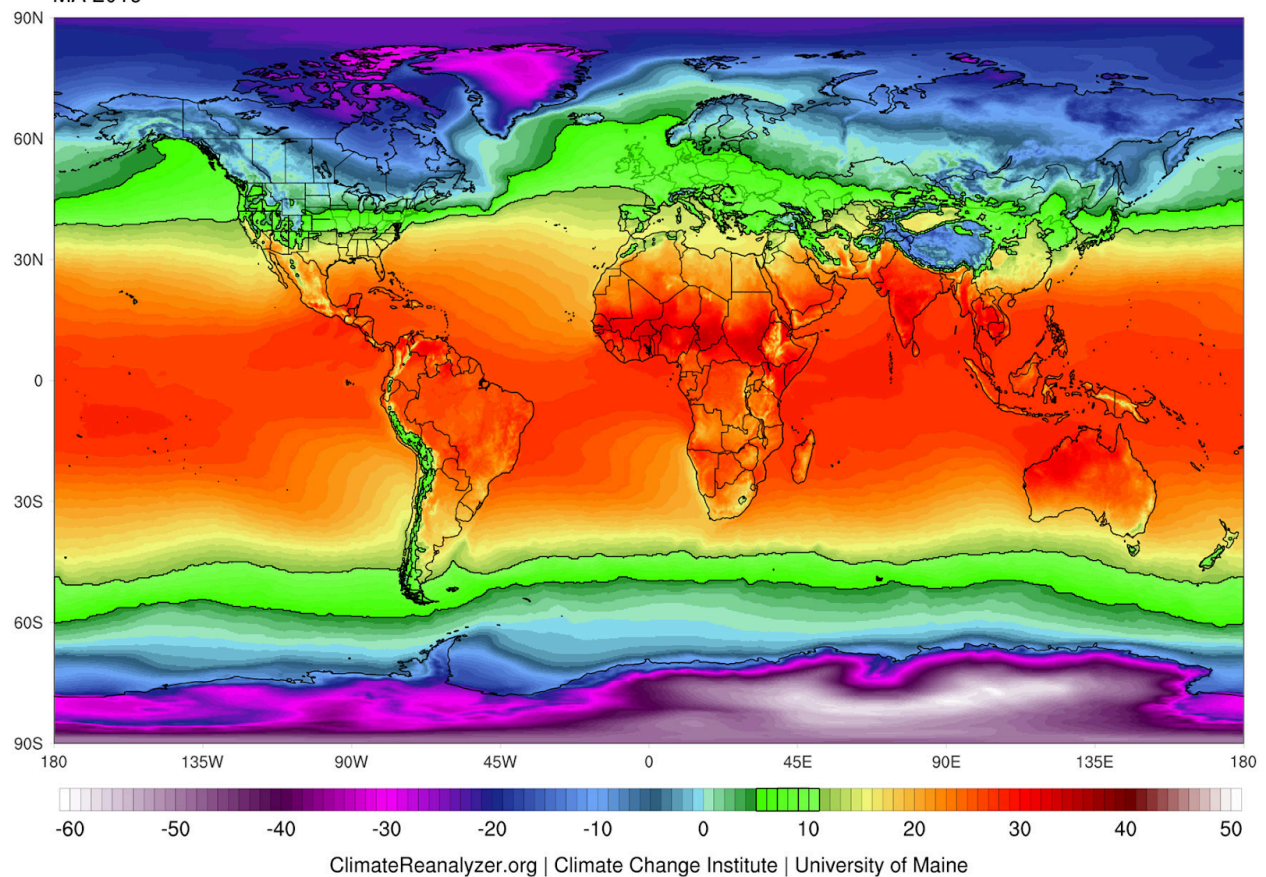 90N
60N
30N
0
30S
60S
90S
180 135W 90W 45W 0 45E 90E 135E 180
-60 -50 -40 -30 -20 -10 0 10 20 30 40 50
ClimateReanalyzer.org | Climate Change Institute | University of Maine